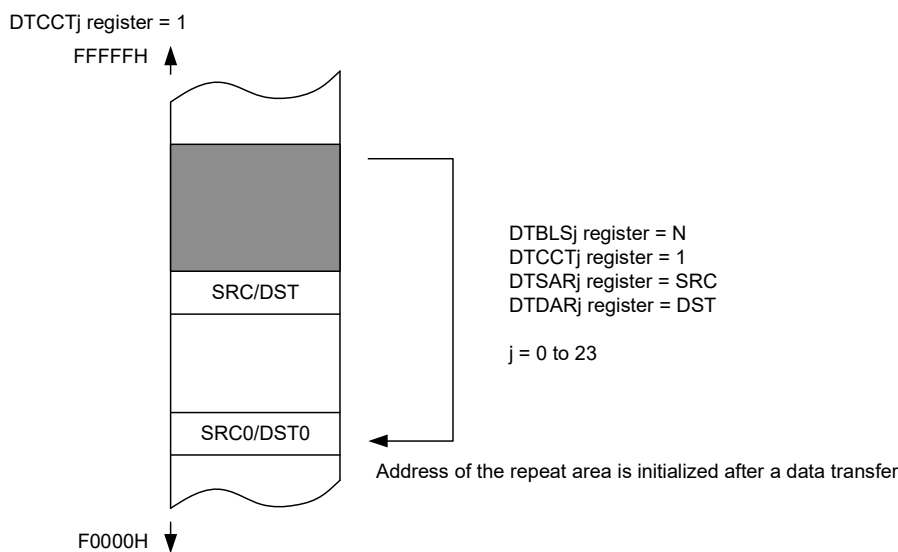 DTCCTj register = 1
FFFFFH
DTBLSj register = N
DTCCTj register = 1
DTSARj register = SRC
DTDARj register = DST
j = 0 to 23
SRC/DST
SRC0/DST0
Address of the repeat area is initialized after a data transfer
F0000H